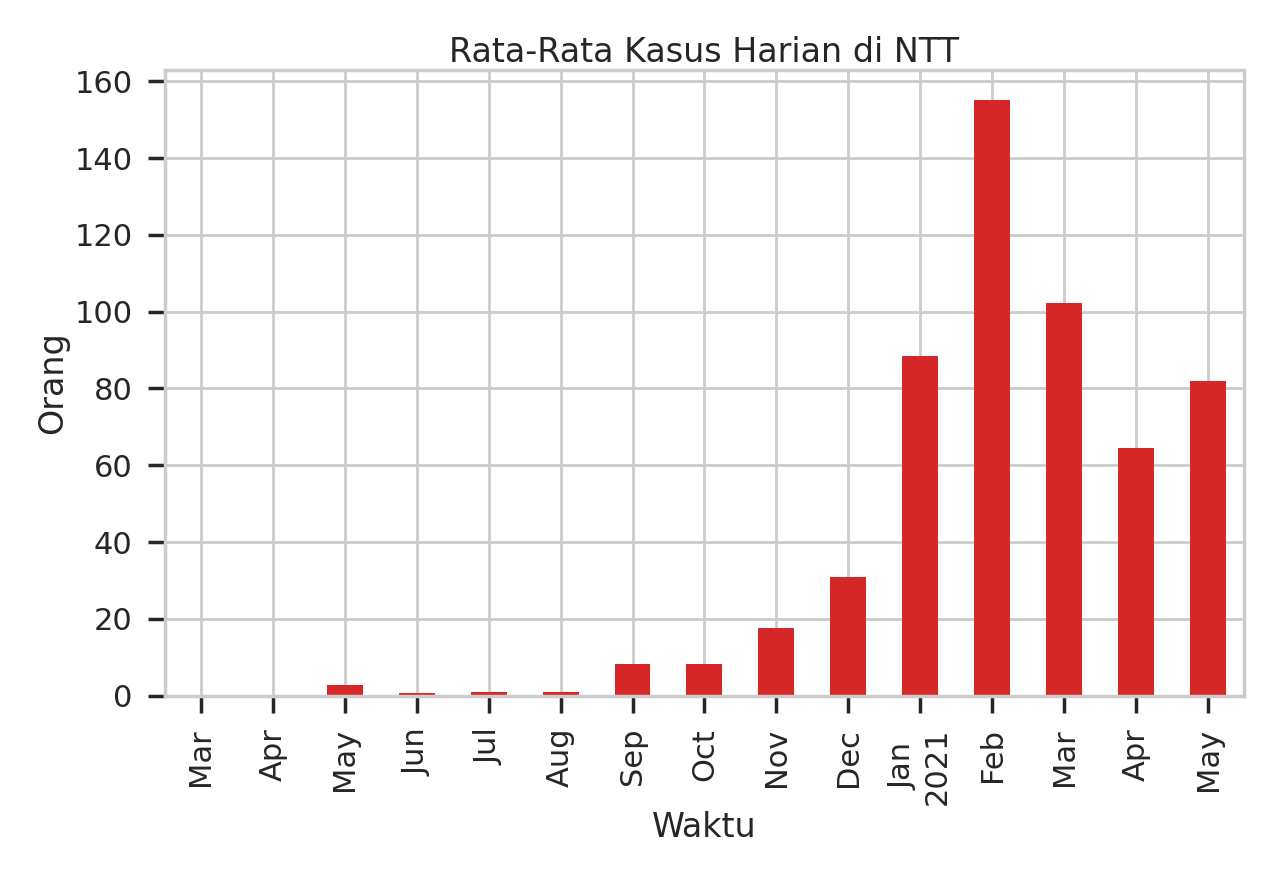 Rata-Rata Kasus Harian di NTT
160
140
120
100
80
60
40
20
0
Orang
Mar
Apr
May
Jun
Jul
Aug
Sep
Oct
Nov
Dec
Jan
2021
Feb
Mar
Apr
May
Waktu